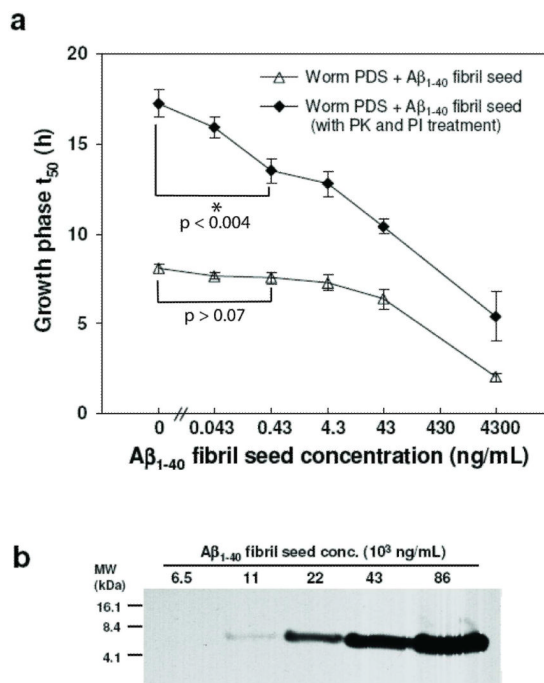 a
20
15
10
5
0
Growth phase t₅₀ (h)
Worm PDS + Aβ₁₋₄₀ fibril seed
Worm PDS + Aβ₁₋₄₀ fibril seed
(with PK and PI treatment)
*
p < 0.004
p > 0.07
0 0.043 0.43 4.3 43 430 4300
Aβ₁₋₄₀ fibril seed concentration (ng/mL)
b
Aβ₁₋₄₀ fibril seed conc. (10³ ng/mL)
MW
(kDa)
6.5 11 22 43 86
16.1
8.4
4.1